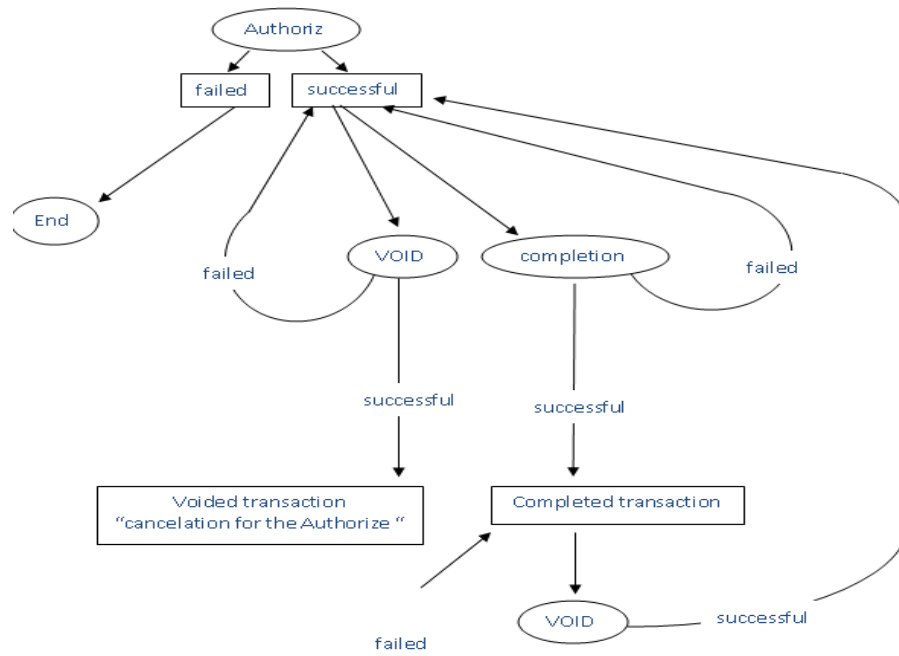 Authoriz
failed
successful
End
VOID
completion
failed
failed
successful
successful
Voided transaction
“cancelation for the Authorize “
Completed transaction
VOID
successful
failed